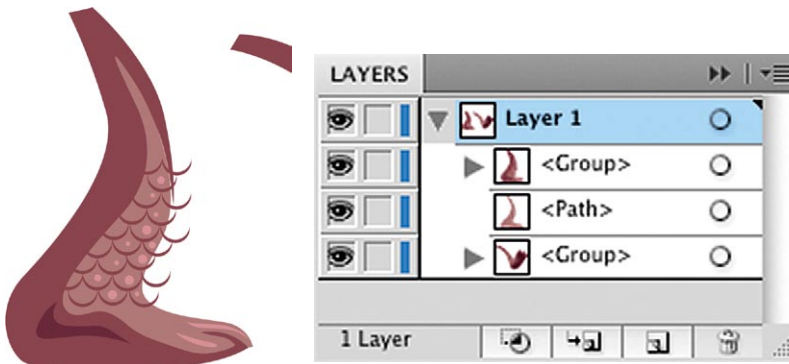 LAYERS
Layer 1
<Group>
<Path>
<Group>
1 Layer